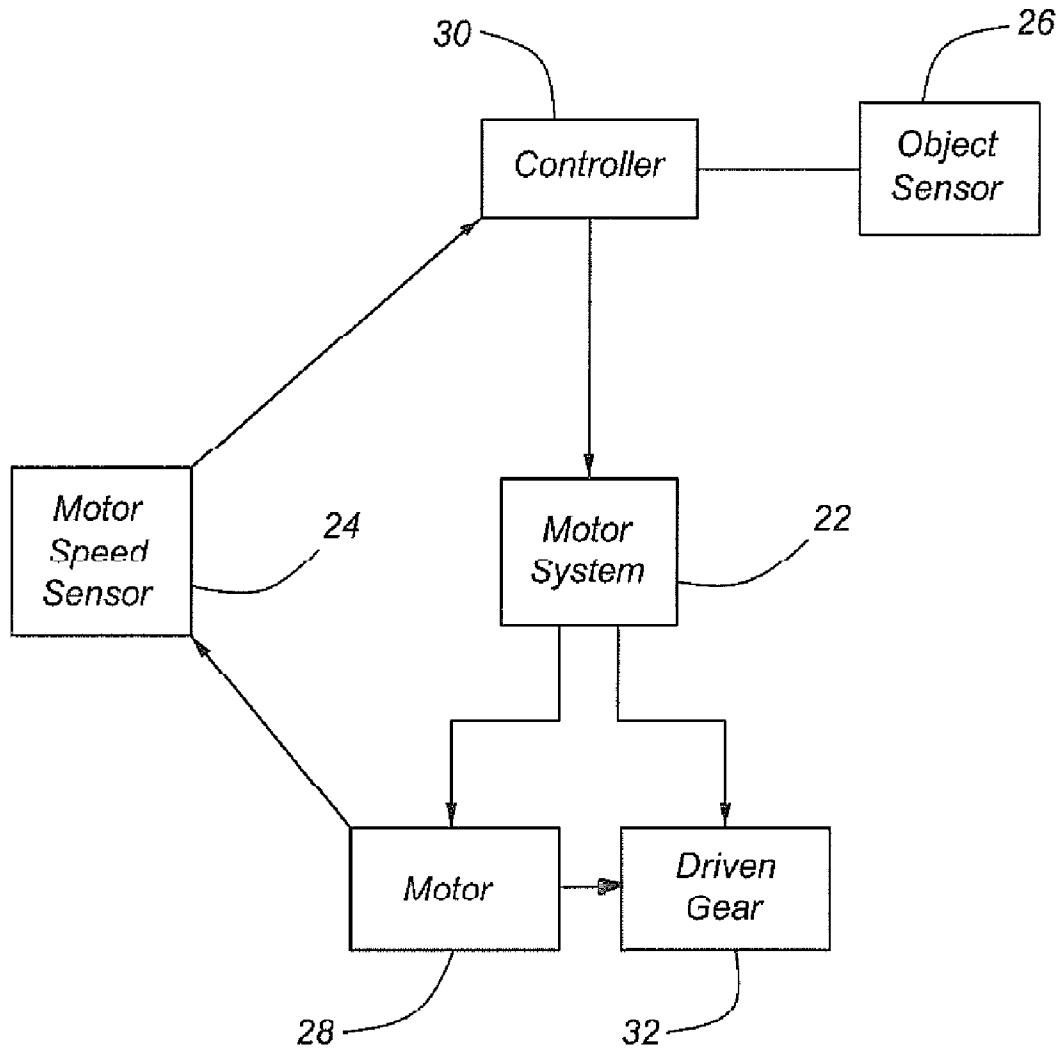 30
26
Controller
Object
Sensor
Motor
Speed
Sensor
24
Motor
System
22
Motor
Driven
Gear
28
32